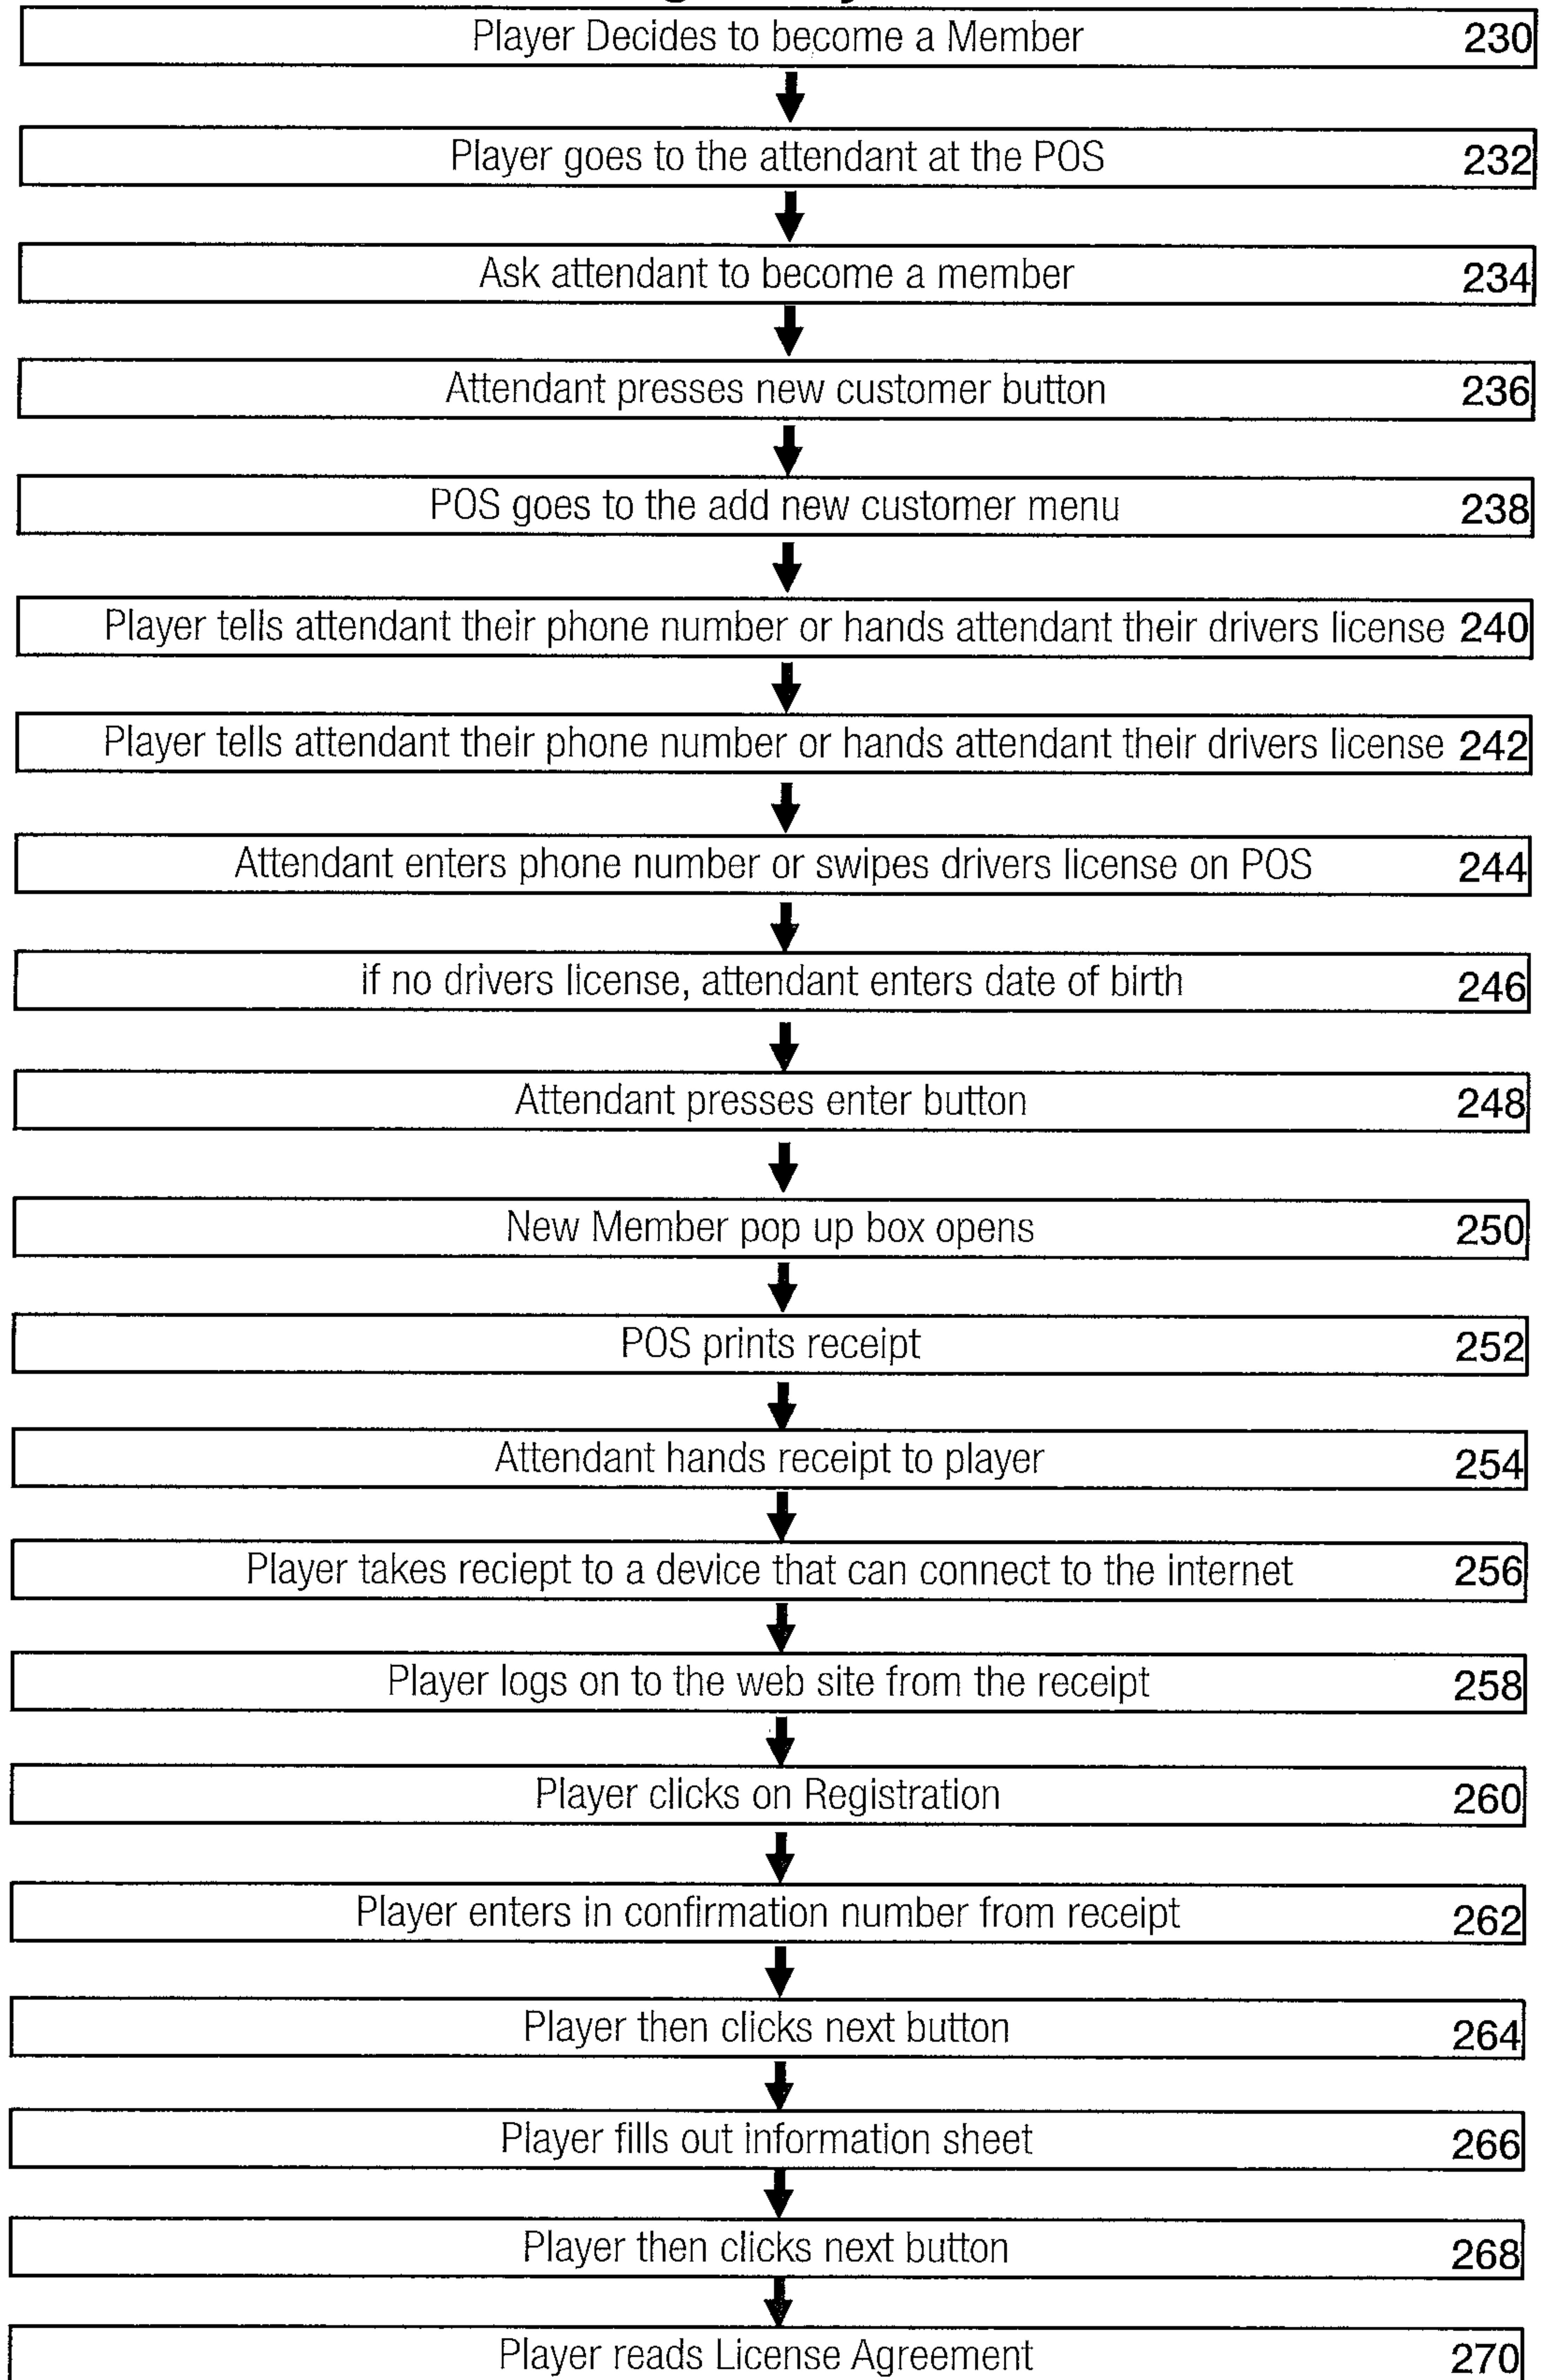 Player Decides to become a Member 230
Player goes to the attendant at the POS 232
Ask attendant to become a member 234
Attendant presses new customer button 236
POS goes to the add new customer menu 238
Player tells attendant their phone number or hands attendant their drivers license 240
Player tells attendant their phone number or hands attendant their drivers license 242
Attendant enters phone number or swipes drivers license on POS 244
if no drivers license, attendant enters date of birth 246
Attendant presses enter button 248
New Member pop up box opens 250
POS prints receipt 252
Attendant hands receipt to player 254
Player takes reciept to a device that can connect to the internet 256
Player logs on to the web site from the receipt 258
Player clicks on Registration 260
Player enters in confirmation number from receipt 262
Player then clicks next button 264
Player fills out information sheet 266
Player then clicks next button 268
Player reads License Agreement 270